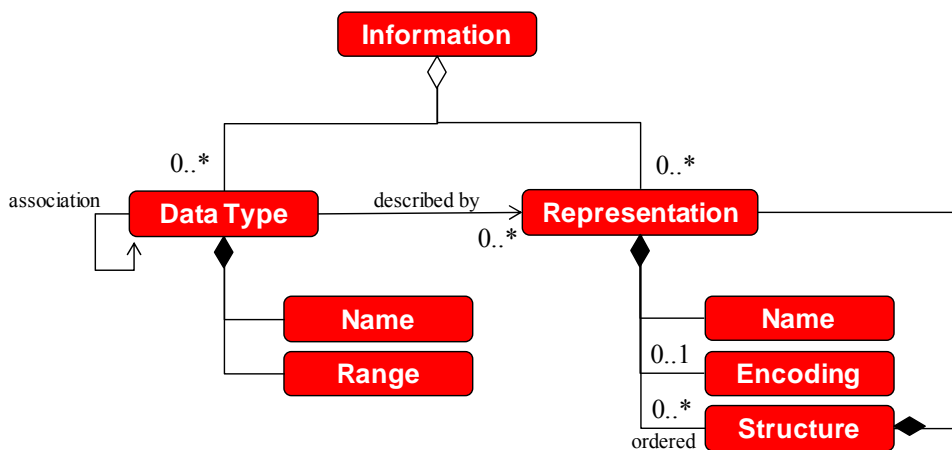 Information
0..*
0..*
association
Data Type
described by
0..*
Representation
Name
Range
Name
0..1
Encoding
0..*
ordered
Structure